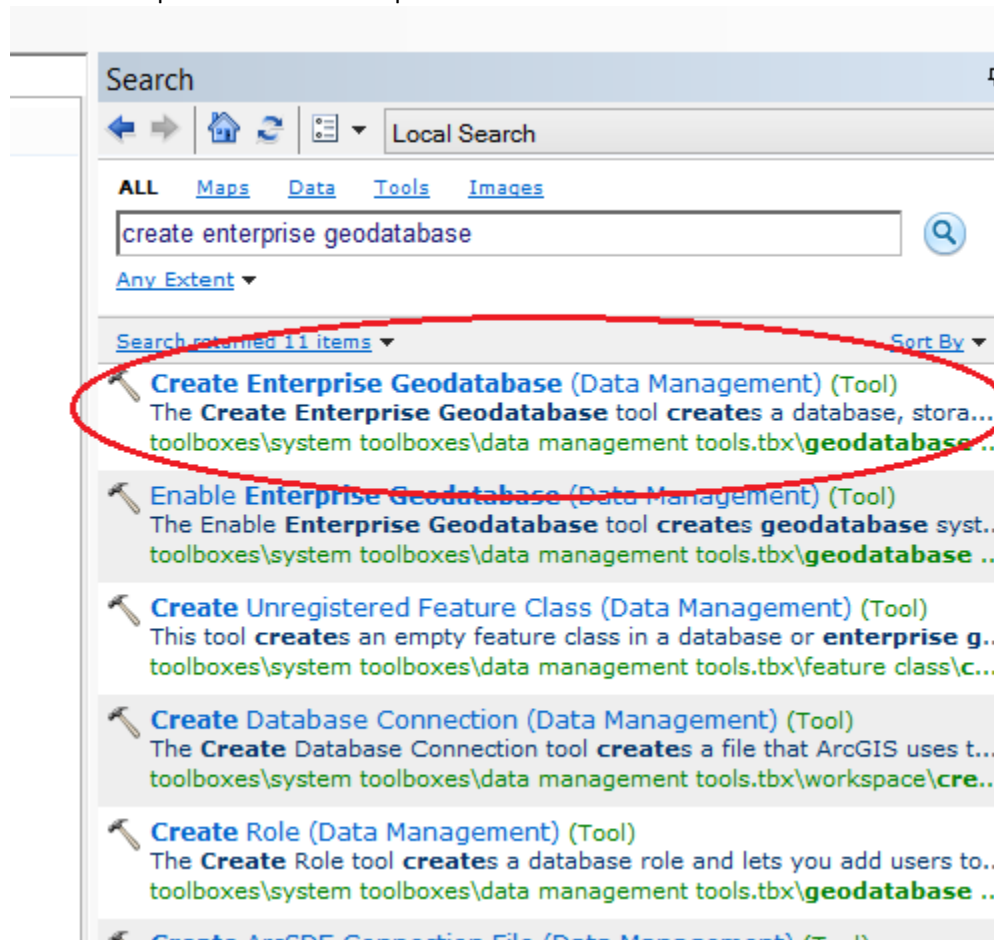 Search
Local Search
ALL Maps Data Tools Images
create enterprise geodatabase
Any Extent
Search returned 11 items Sort By
Create Enterprise Geodatabase (Data Management) (Tool)
The Create Enterprise Geodatabase tool creates a database, stora...
toolboxes\system toolboxes\data management tools.tbx\geodatabase ...
Enable Enterprise Geodatabase (Data Management) (Tool)
The Enable Enterprise Geodatabase tool creates geodatabase syst...
toolboxes\system toolboxes\data management tools.tbx\geodatabase ...
Create Unregistered Feature Class (Data Management) (Tool)
This tool creates an empty feature class in a database or enterprise g...
toolboxes\system toolboxes\data management tools.tbx\feature class\c...
Create Database Connection (Data Management) (Tool)
The Create Database Connection tool creates a file that ArcGIS uses t...
toolboxes\system toolboxes\data management tools.tbx\workspace\cre...
Create Role (Data Management) (Tool)
The Create Role tool creates a database role and lets you add users to...
toolboxes\system toolboxes\data management tools.tbx\geodatabase ...
Create ArcSDE Connection File (Data Management) (Tool)